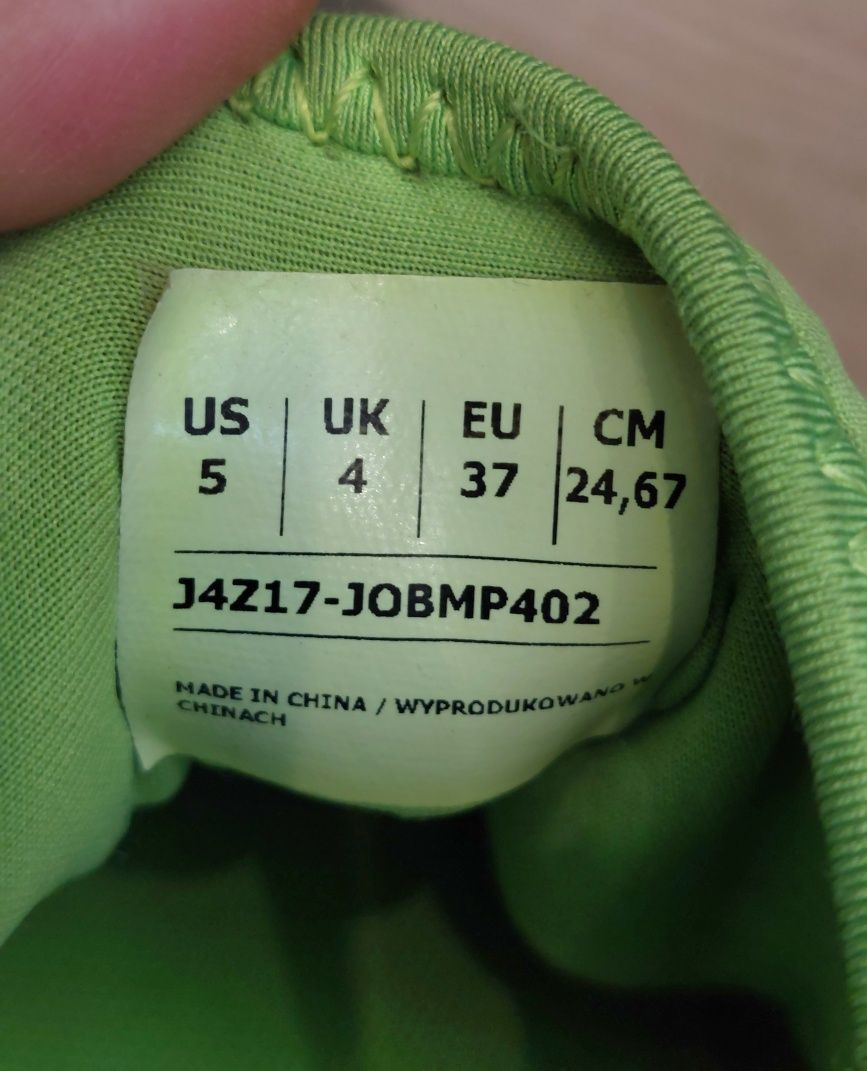 US | UK | EU | CM
5 | 4 | 37 | 24,67
J4Z17-JOBMP402
MADE IN CHINA / WYPRODUKOWANO W
CHINACH